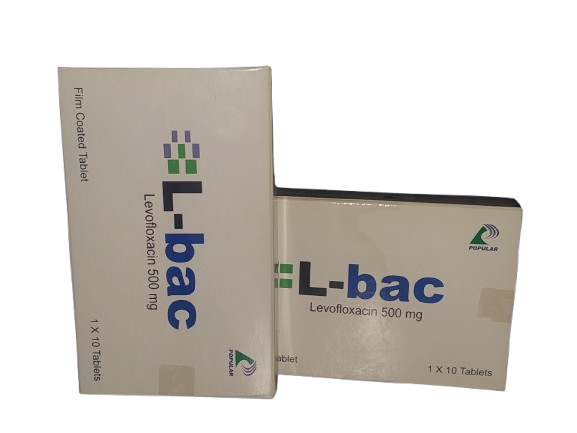 Film Coated Tablet
L-bac
Levofloxacin 500 mg
1 X 10 Tablets
POPULAR
POPULAR
L-bac
Levofloxacin 500 mg
ablet
1 X 10 Tablets